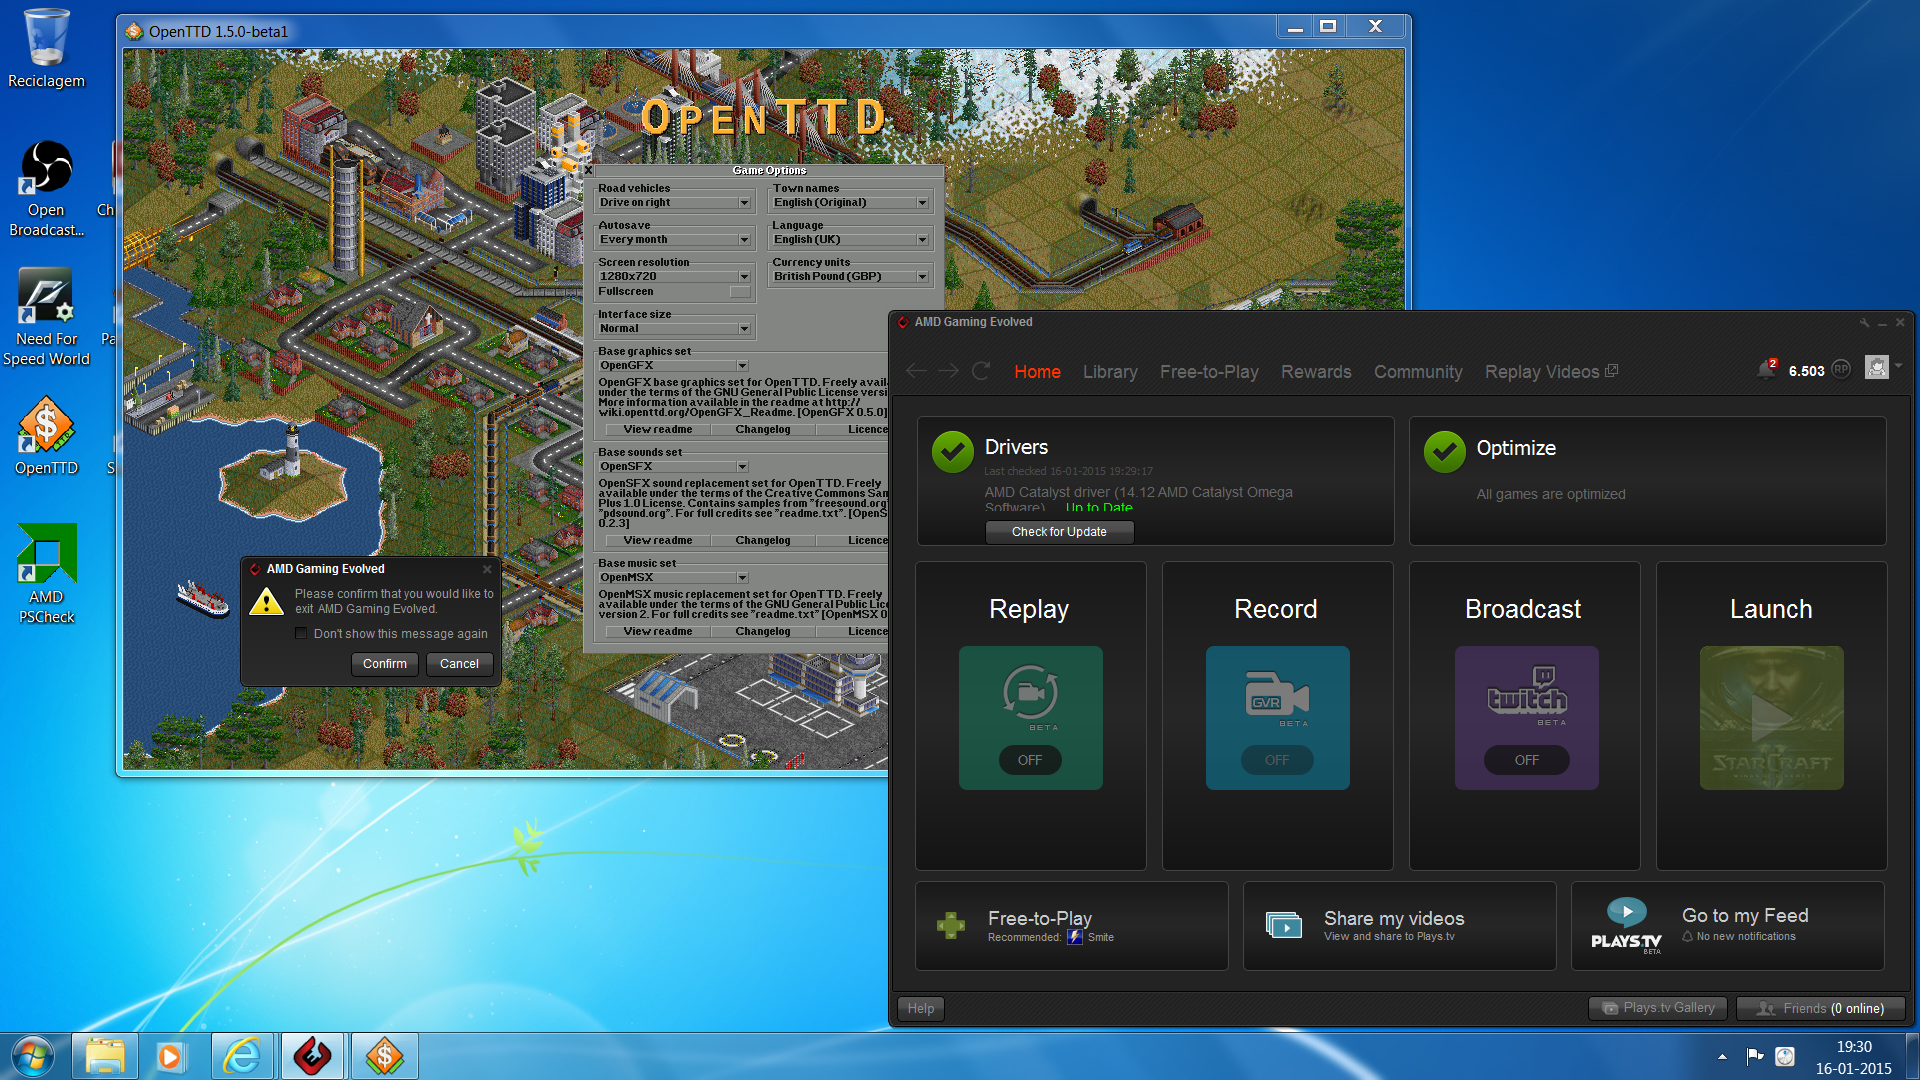 Reciclagem
Open
Broadcast...
Need For
Speed World
OpenTTD
AMD
PSCheck
Ch
Pa
S
OpenTTD 1.5.0-beta1
OPENTTD
Game Options
Road vehicles
Drive on right
Town names
English (Original)
Autosave
Every month
Language
English (UK)
Screen resolution
1280x720
Fullscreen
Currency units
British Pound (GBP)
Interface size
Normal
Base graphics set
OpenGFX
OpenGFX base graphics set for OpenTTD. Freely avail
under the terms of the GNU General Public License versi
More information available in the readme at http://
wiki.openttd.org/OpenGFX_Readme. [OpenGFX 0.5.0]
View readme Changelog Licence
Base sounds set
OpenSFX
OpenSFX sound replacement set for OpenTTD. Freely
available under the terms of the Creative Commons Sam
Plus 1.0 License. Contains samples from "freesound.org"
"pdsound.org". For full credits see "readme.txt". [OpenS
0.2.3]
View readme Changelog Licence
Base music set
OpenMSX
OpenMSX music replacement set for OpenTTD. Freely
available under the terms of the GNU General Public Lic
version 2. For full credits see "readme.txt" [OpenMSX 0
View readme Changelog Licence
AMD Gaming Evolved
Please confirm that you would like to
exit AMD Gaming Evolved.
Don't show this message again
Confirm Cancel
AMD Gaming Evolved
Home Library Free-to-Play Rewards Community Replay Videos
2
6.503 RP
Drivers
Last checked 16-01-2015 19:29:17
AMD Catalyst driver (14.12 AMD Catalyst Omega
Software) Up to Date
Check for Update
Optimize
All games are optimized
Replay
BETA
OFF
Record
GVR
BETA
OFF
Broadcast
twitch
BETA
OFF
Launch
STARCRAFT
Free-to-Play
Recommended: Smite
Share my videos
View and share to Plays.tv
PLAYS.TV
BETA
Go to my Feed
No new notifications
Help
Plays.tv Gallery
Friends (0 online)
19:30
16-01-2015